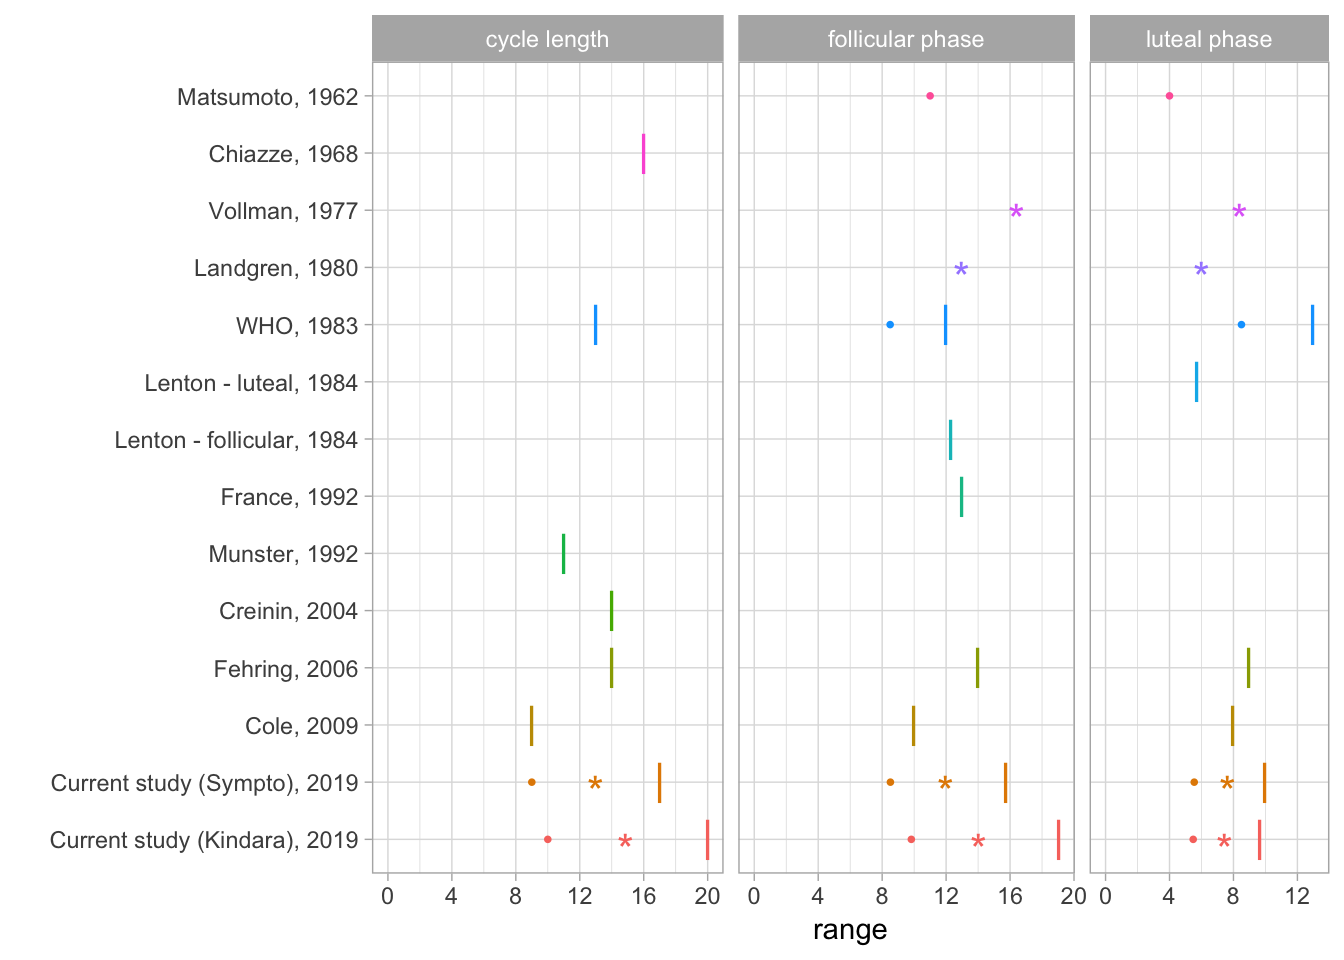 cycle length
follicular phase
luteal phase
Matsumoto, 1962
Chiazze, 1968
Vollman, 1977
Landgren, 1980
WHO, 1983
Lenton - luteal, 1984
Lenton - follicular, 1984
France, 1992
Munster, 1992
Creinin, 2004
Fehring, 2006
Cole, 2009
Current study (Sympto), 2019
Current study (Kindara), 2019
0 4 8 12 16 20
0 4 8 12 16 20
0 4 8 12
range